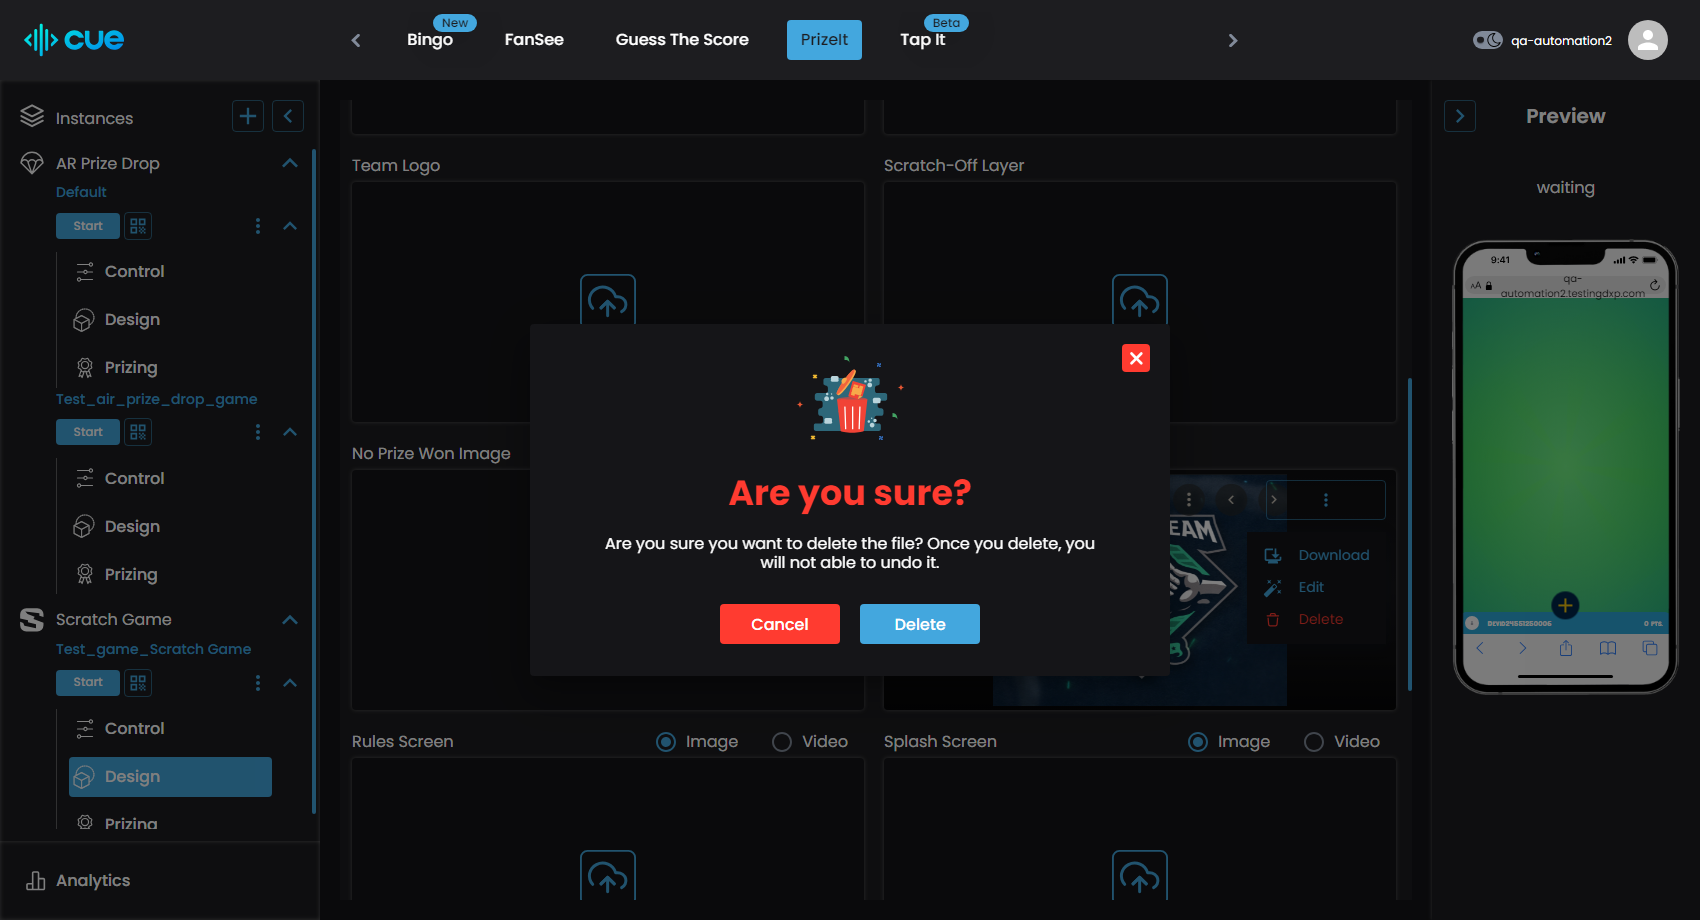 cue
Bingo
New
FanSee
Guess The Score
PrizeIt
Tap It
Beta
qa-automation2
Instances
AR Prize Drop
Default
Start
Control
Design
Prizing
Test_air_prize_drop_game
Start
Control
Design
Prizing
Scratch Game
Test_game_Scratch Game
Start
Control
Design
Prizing
Analytics
Team Logo
Scratch-Off Layer
No Prize Won Image
EAM
Download
Edit
Delete
Are you sure?
Are you sure you want to delete the file? Once you delete, you
will not able to undo it.
Cancel
Delete
Rules Screen
Image
Video
Splash Screen
Image
Video
Preview
waiting
9:41
AA
qa-
automation2.testingdxp.com
0 PTS.